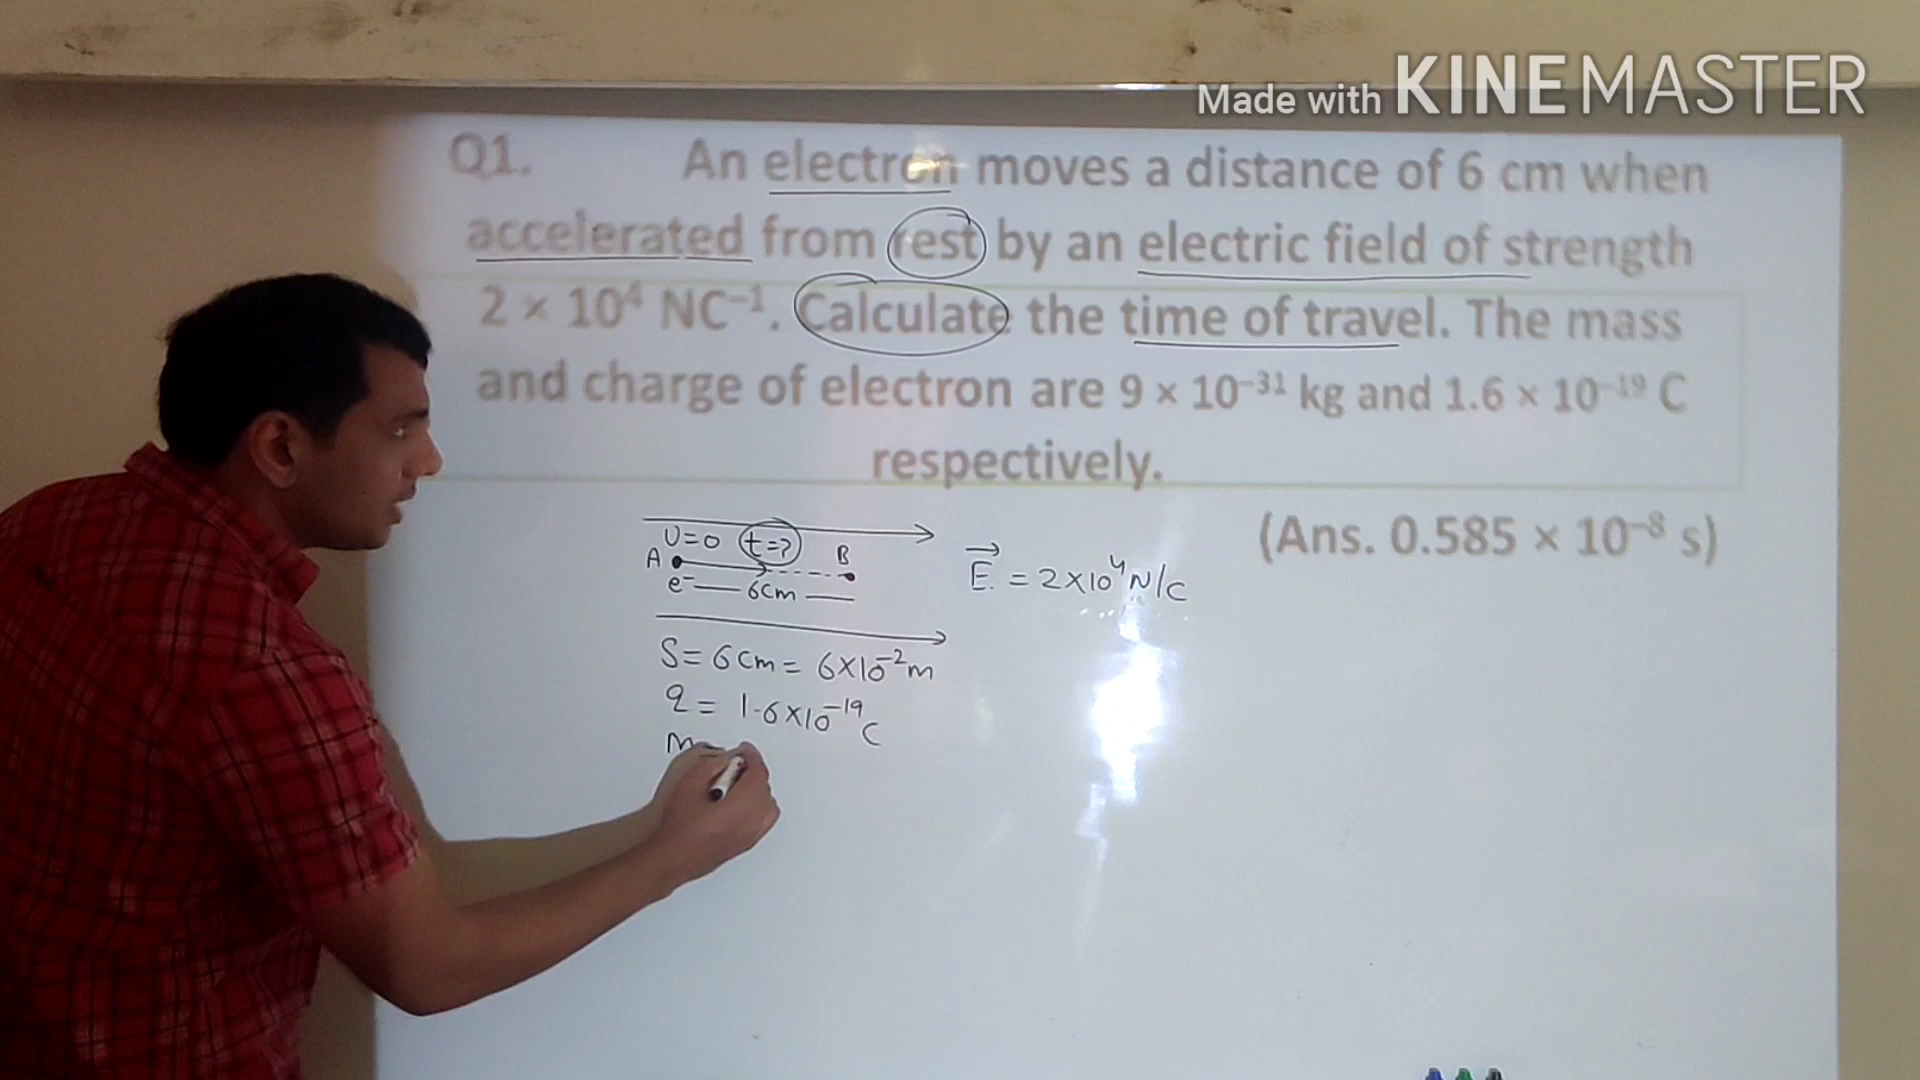 Made with KINEMASTER
Q1. An electron moves a distance of 6 cm when
accelerated from rest by an electric field of strength
2 × 10⁴ NC⁻¹. Calculate the time of travel. The mass
and charge of electron are 9 × 10⁻³¹ kg and 1.6 × 10⁻¹⁹ C
respectively.
(Ans. 0.585 × 10⁻⁸ s)
U=0 t=?
A B
e⁻ 6cm
E = 2×10⁴ N/C
S = 6cm = 6×10⁻² m
q = 1.6×10⁻¹⁹ C
m =